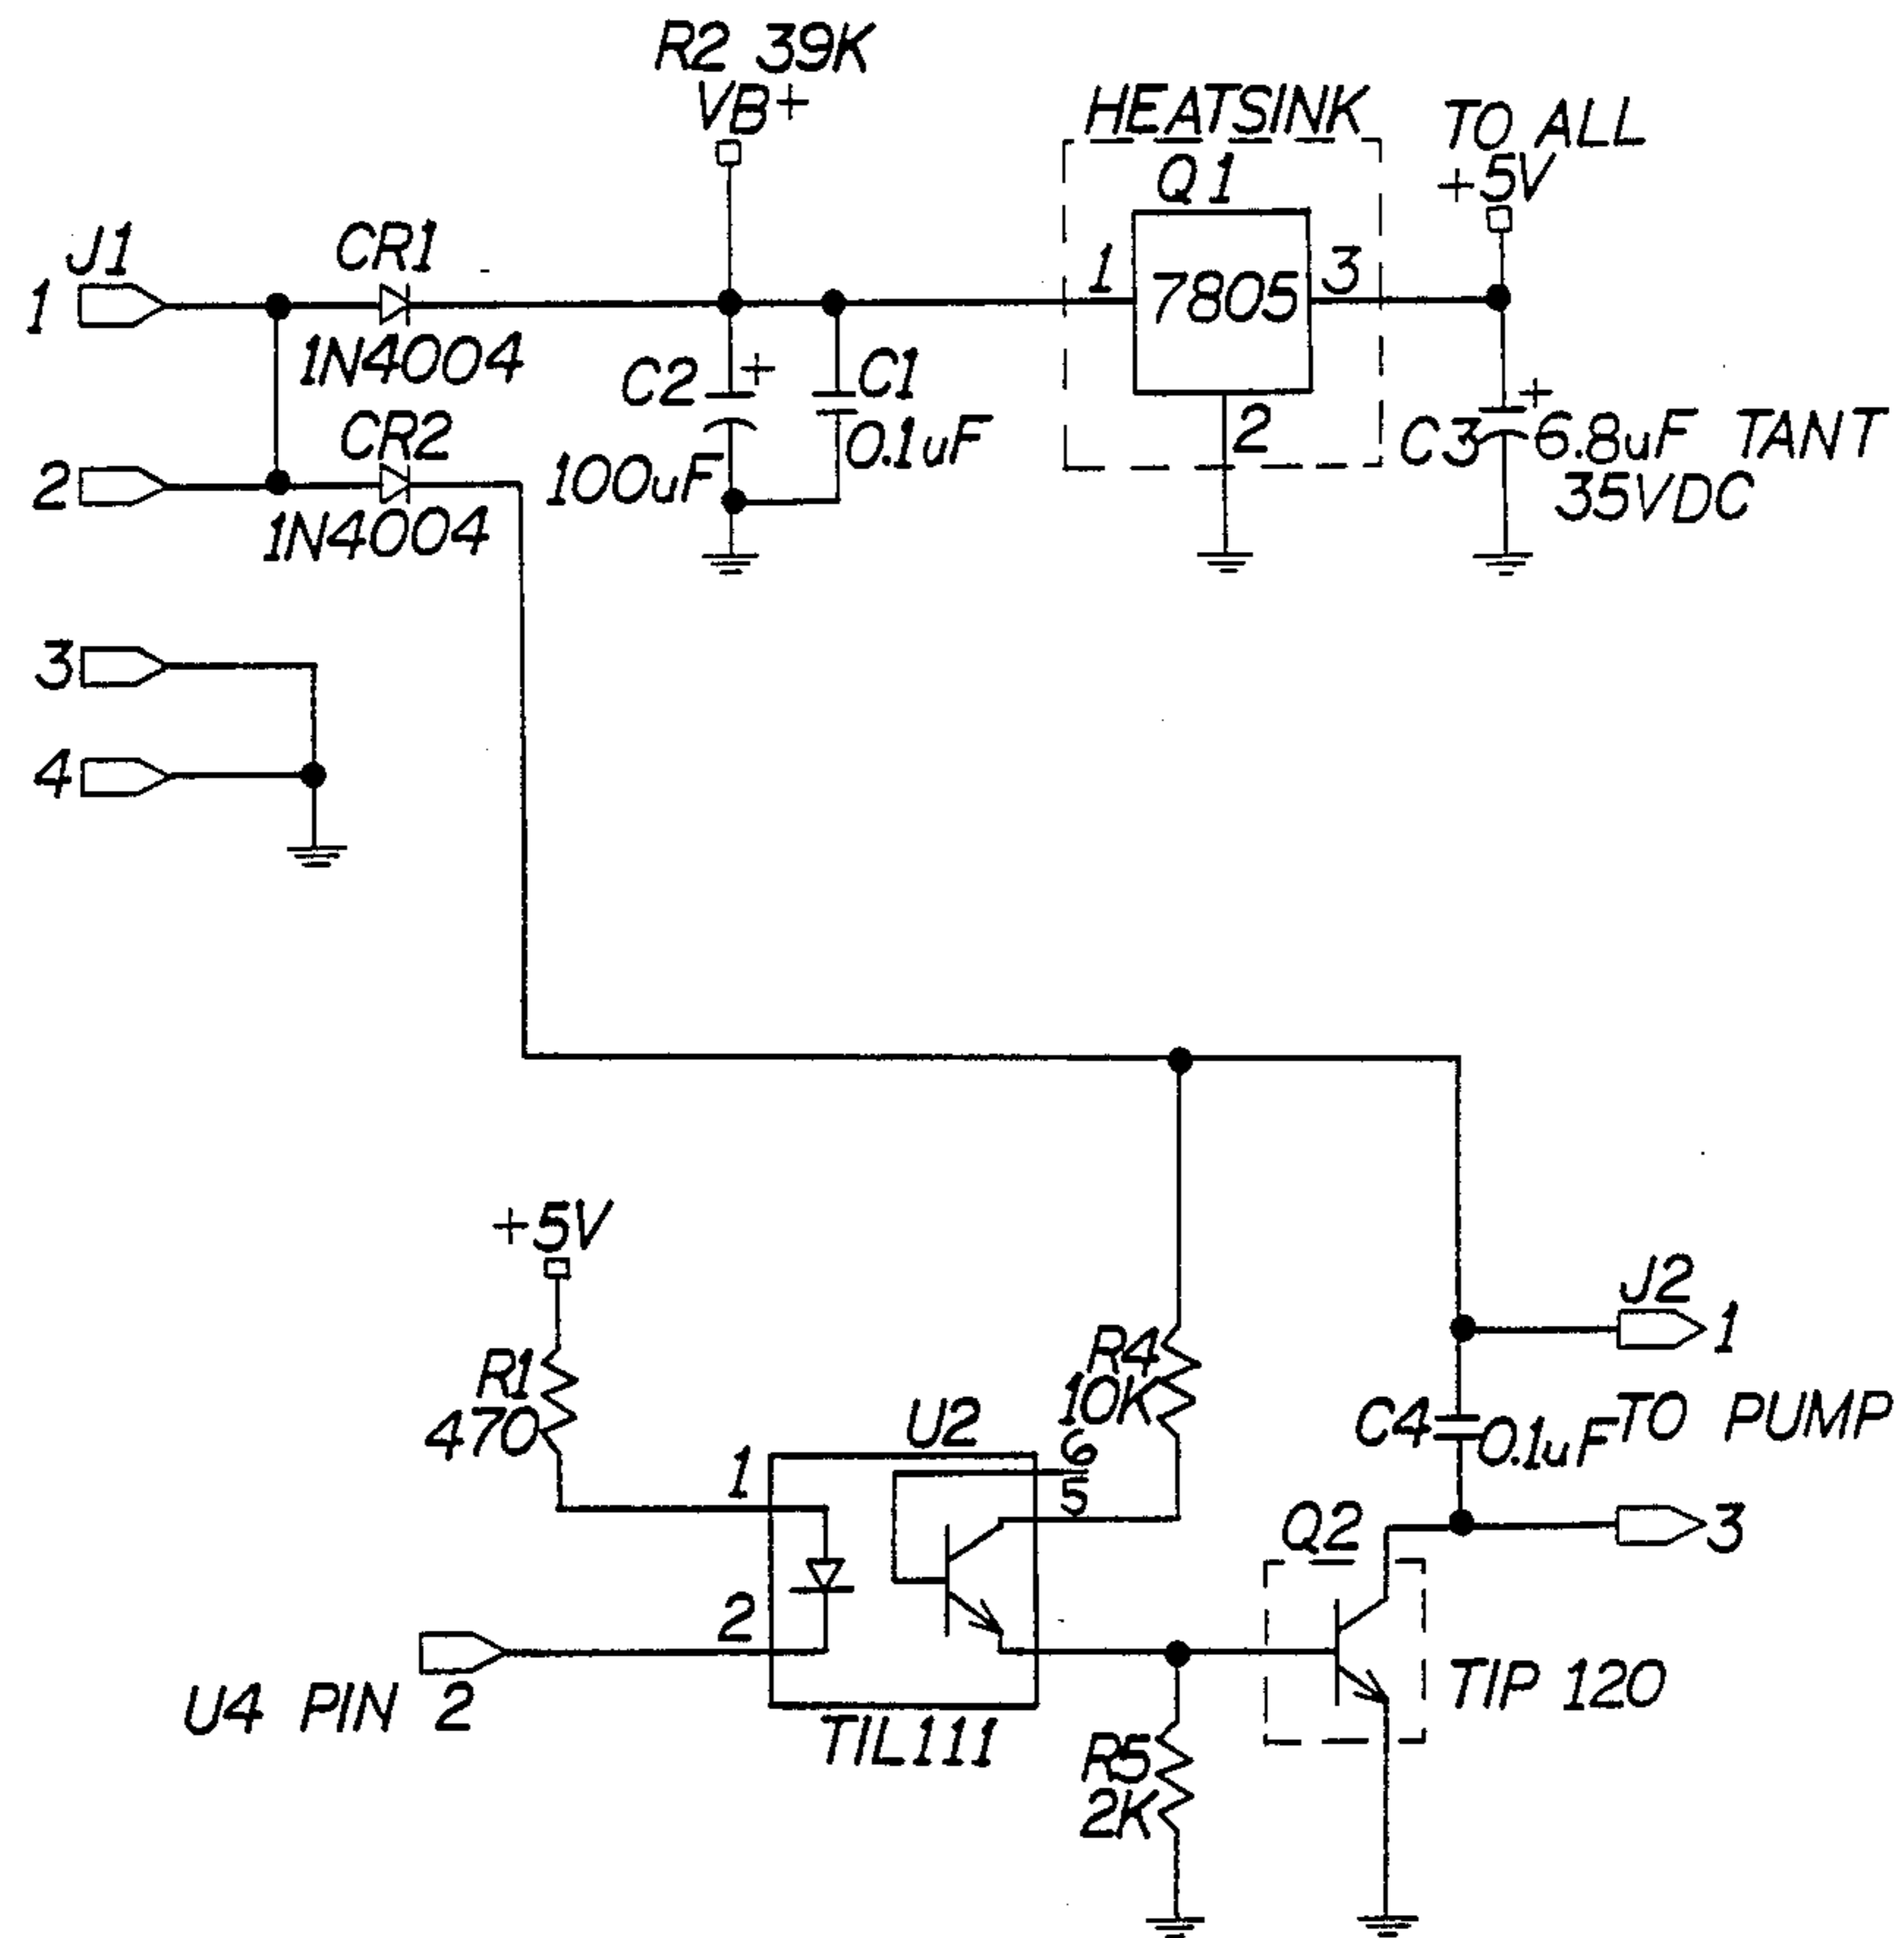 R2 39K
VB+
HEATSINK
TO ALL
+5V
Q1
J1
CR1
1
1
7805
3
1N4004
C2
+
C1
0.1uF
2
+
C3
6.8uF TANT
35VDC
CR2
100uF
2
1N4004
3
4
+5V
J2
1
R1
470
R4
10K
U2
6
5
C4
0.1uF
TO PUMP
1
Q2
3
2
U4 PIN 2
TIL111
TIP 120
R5
2K